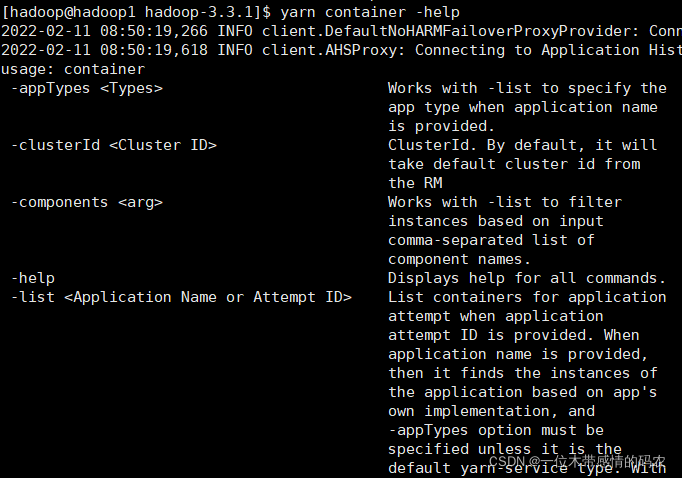 [hadoop@hadoop1 hadoop-3.3.1]$ yarn container -help
2022-02-11 08:50:19,266 INFO client.DefaultNoHARMFailoverProxyProvider: Conn
2022-02-11 08:50:19,618 INFO client.AHSProxy: Connecting to Application Hist
usage: container
-appTypes <Types> Works with -list to specify the
app type when application name
is provided.
-clusterId <Cluster ID> ClusterId. By default, it will
take default cluster id from
the RM
-components <arg> Works with -list to filter
instances based on input
comma-separated list of
component names.
-help Displays help for all commands.
-list <Application Name or Attempt ID> List containers for application
attempt when application
attempt ID is provided. When
application name is provided,
then it finds the instances of
the application based on app's
own implementation, and
-appTypes option must be
specified unless it is the
default yarn-service type. With
CSDN @一位木带感情的码农